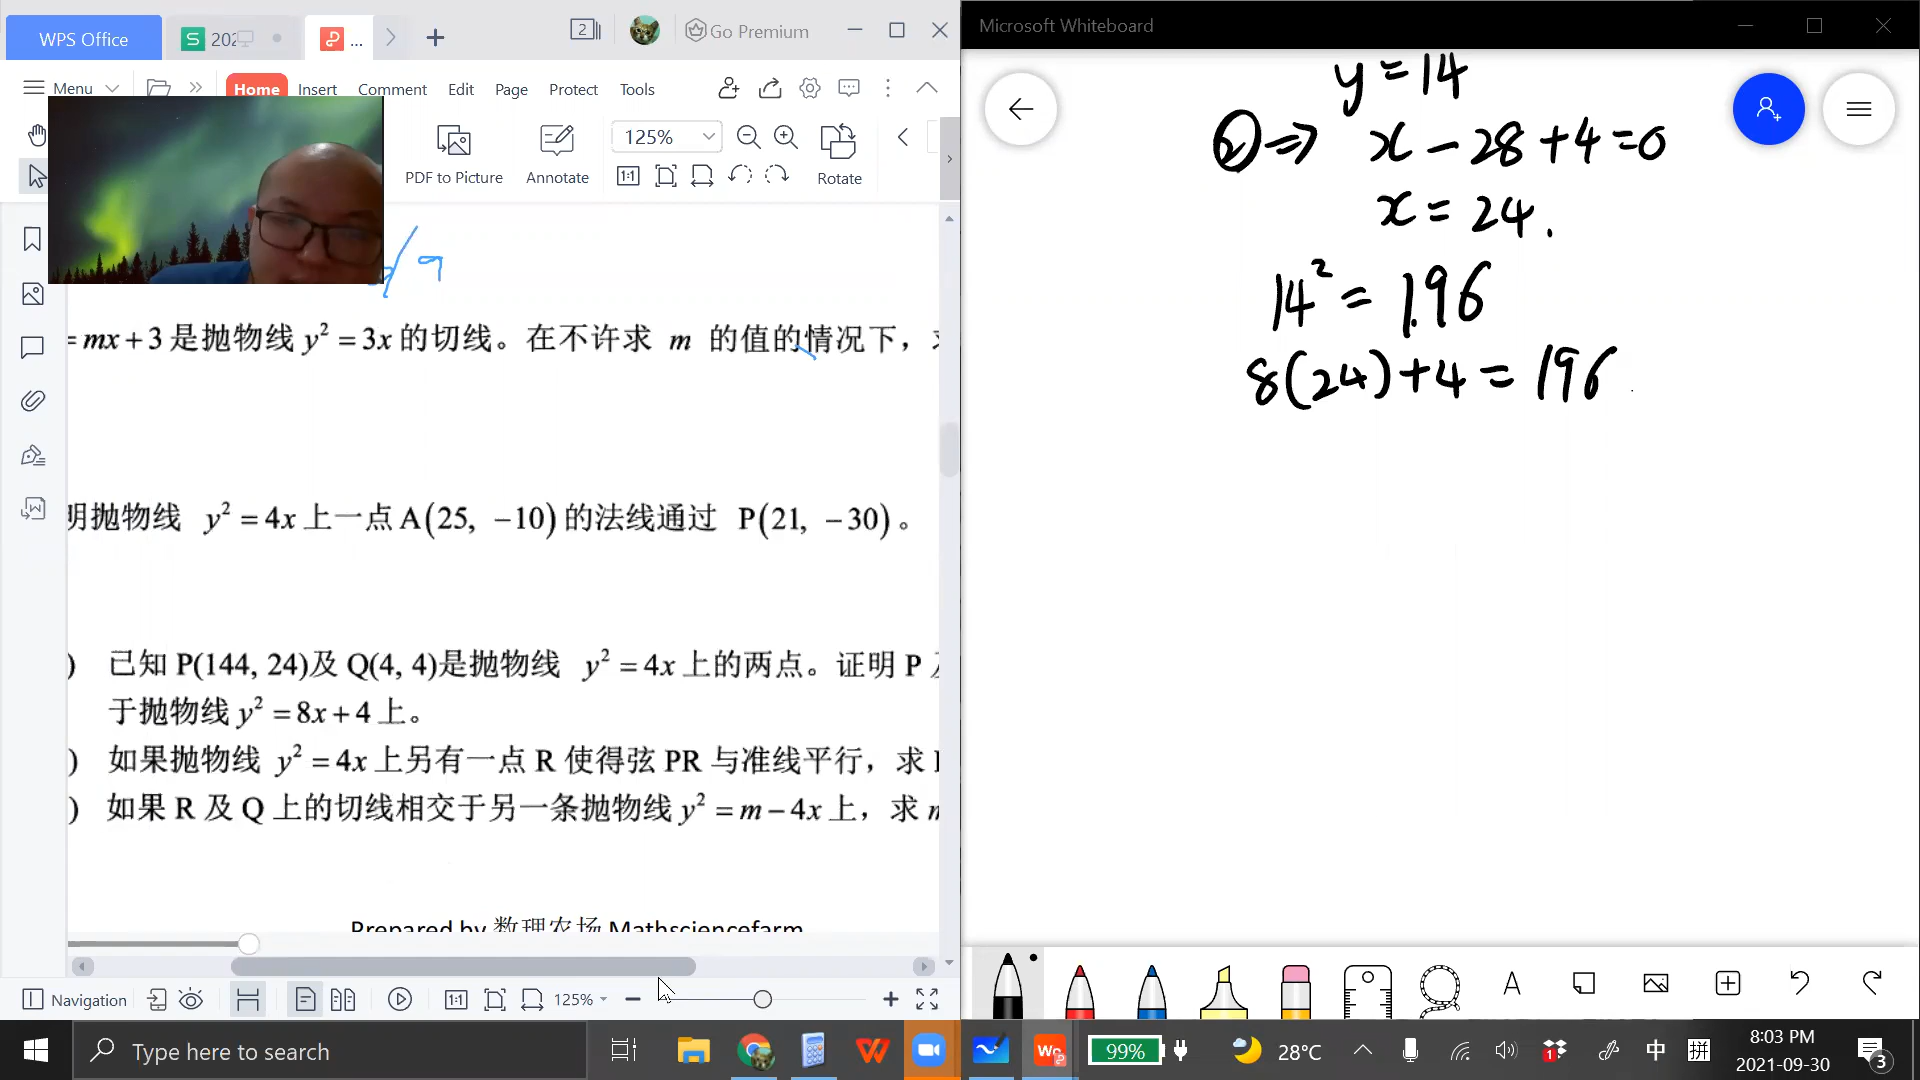 WPS Office
202
...
2
Go Premium
Menu
Home
Insert
Comment
Edit
Page
Protect
Tools
PDF to Picture
Annotate
125%
1:1
Rotate
= mx + 3 是抛物线 y² = 3x 的切线。在不许求 m 的值的情况下，
明抛物线 y² = 4x 上一点 A(25, −10) 的法线通过 P(21, −30)。
) 已知 P(144, 24)及 Q(4, 4)是抛物线 y² = 4x 上的两点。证明 P
于抛物线 y² = 8x + 4 上。
) 如果抛物线 y² = 4x 上另有一点 R 使得弦 PR 与准线平行，求
) 如果 R 及 Q 上的切线相交于另一条抛物线 y² = m − 4x 上，求
Prepared by 数理农场 Mathsciencefarm
Navigation
1:1
125%
Microsoft Whiteboard
y = 14
② ⇒ x − 28 + 4 = 0
x = 24.
14² = 196
8(24) + 4 = 196
A
Type here to search
99%
28°C
1
中
拼
8:03 PM
2021-09-30
3